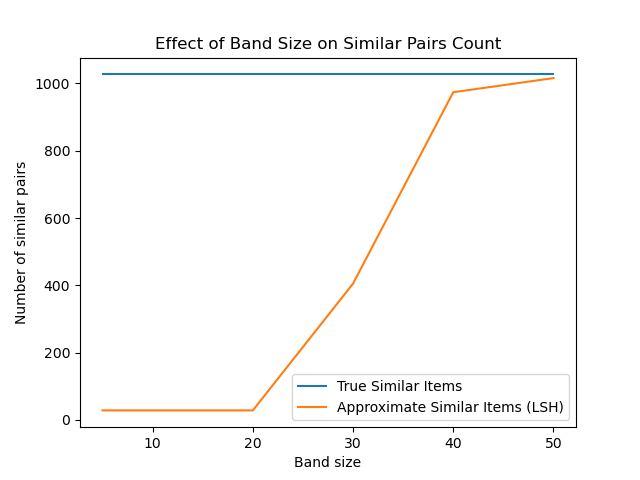 Effect of Band Size on Similar Pairs Count
Number of similar pairs
1000
800
600
400
200
0
True Similar Items
Approximate Similar Items (LSH)
10 20 30 40 50
Band size